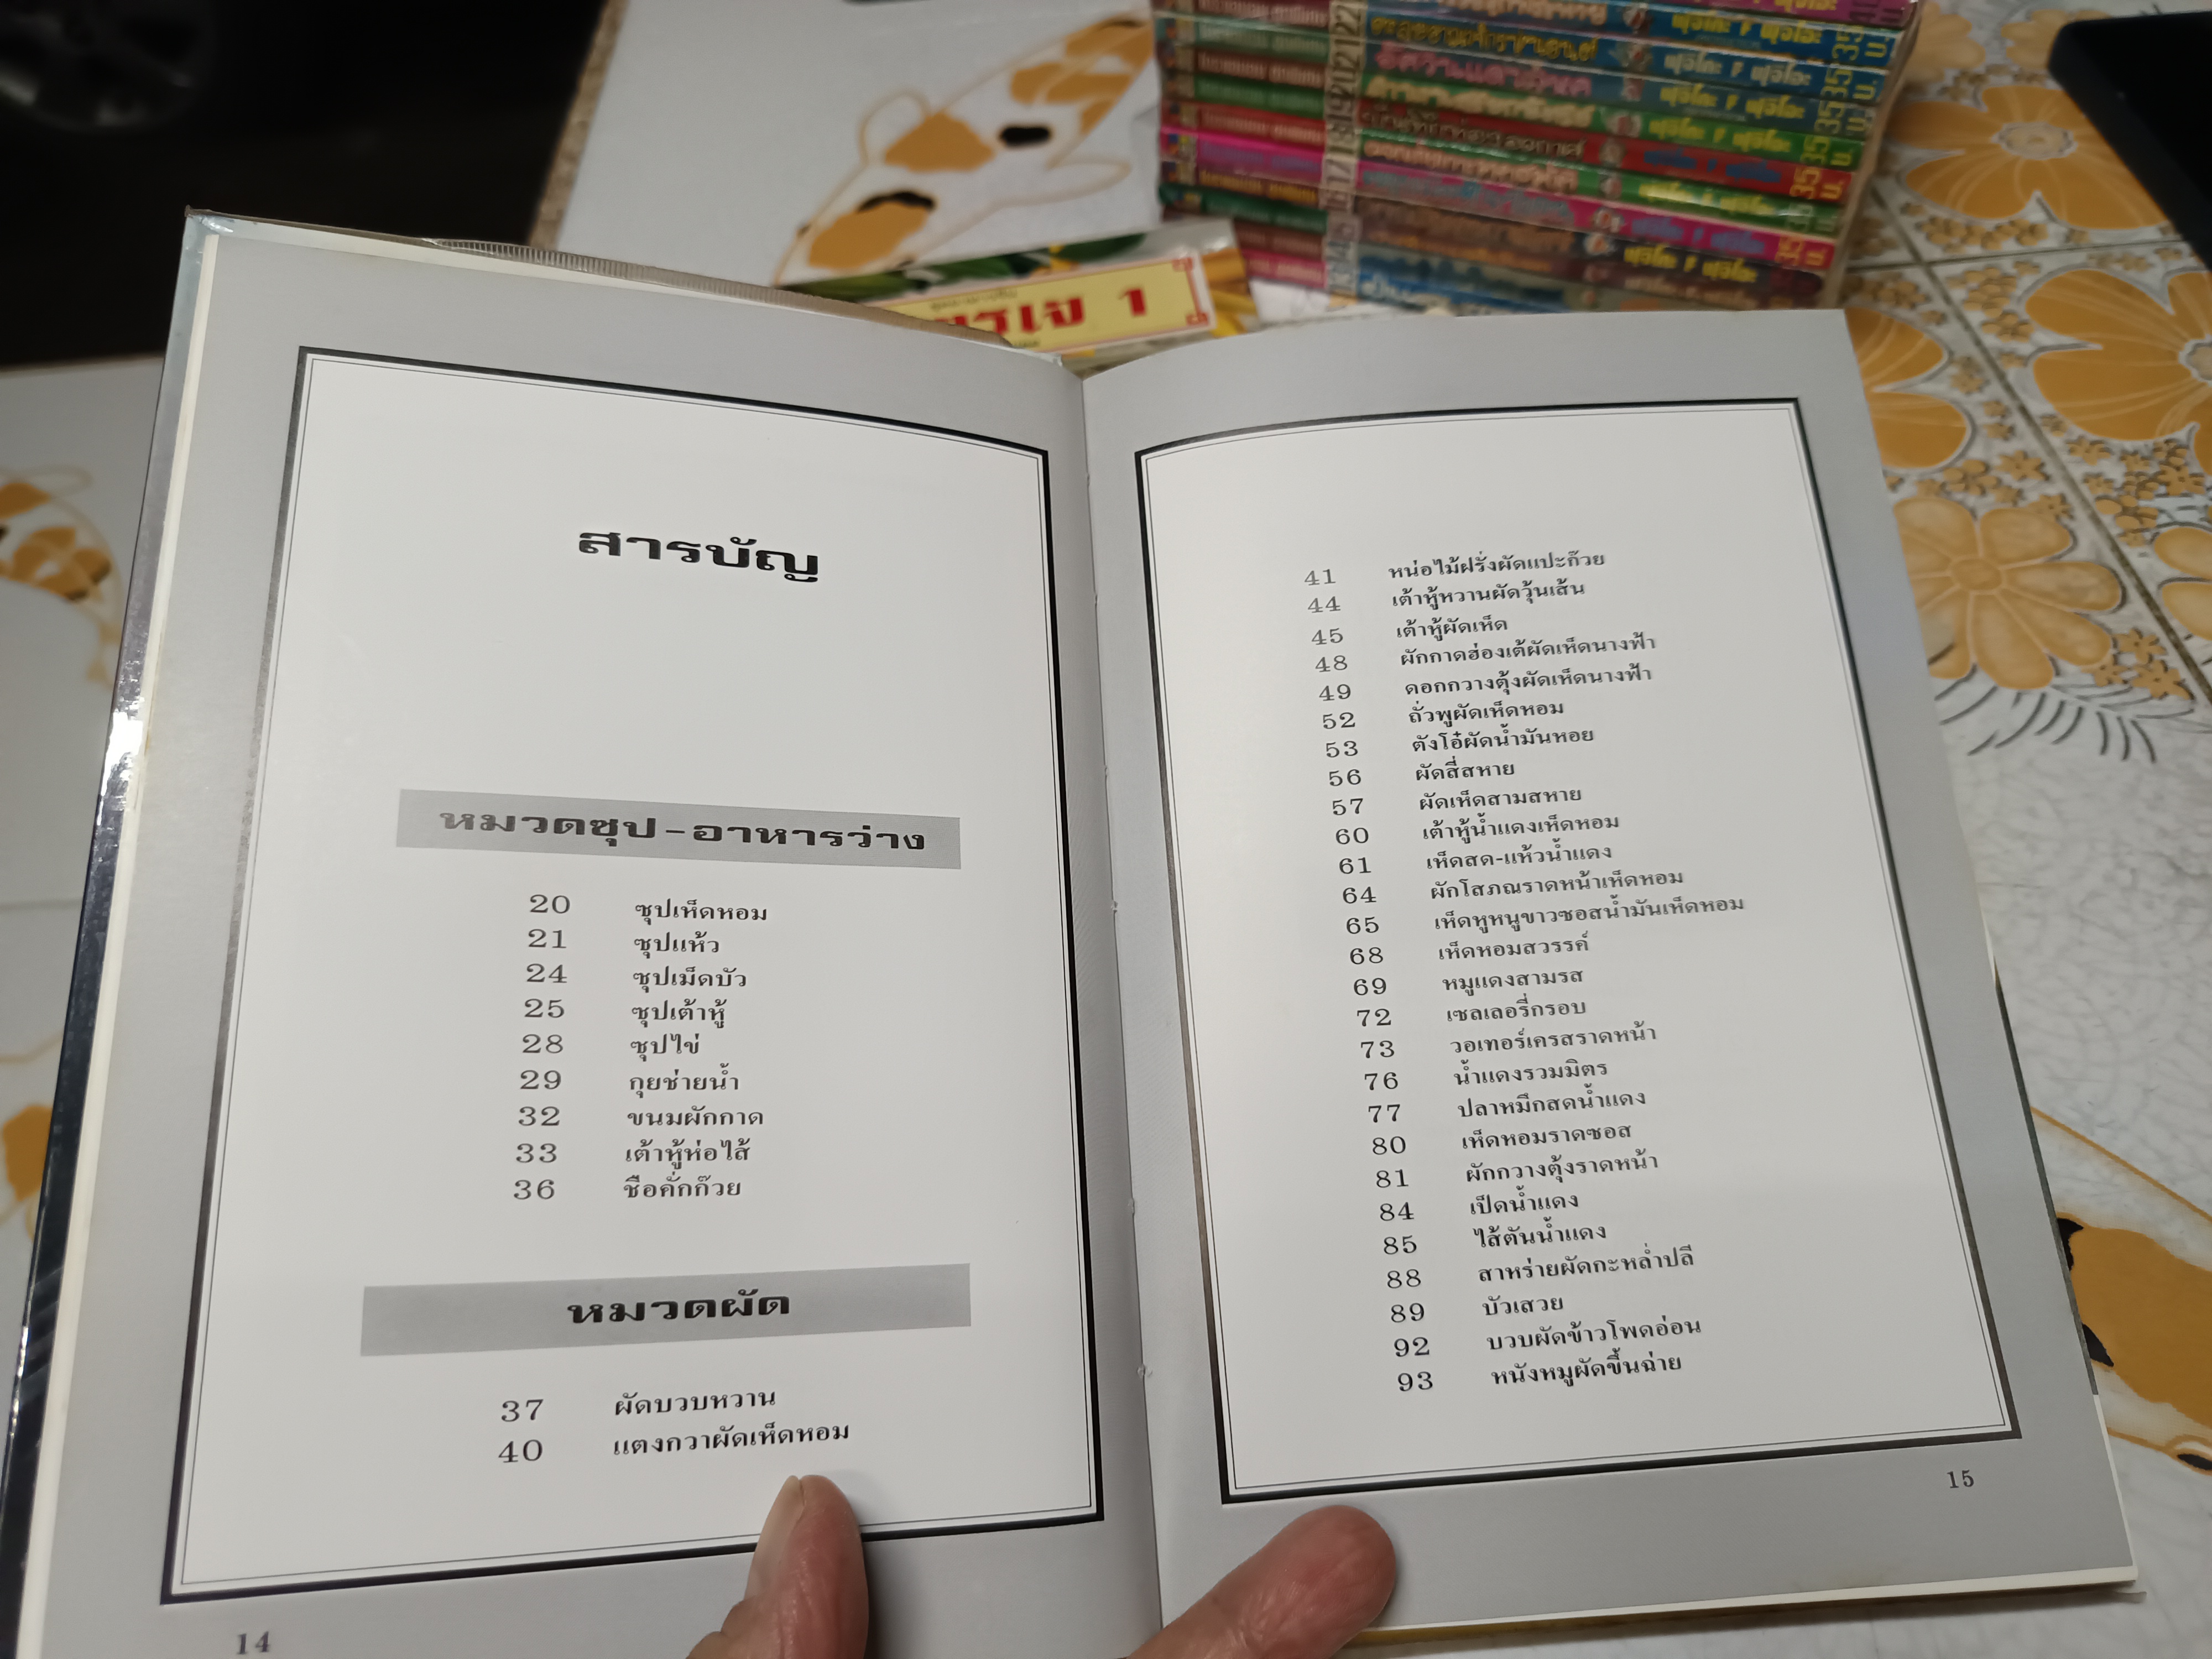 รเจ 1
35 บ.
สารบัญ
หมวดซุป-อาหารว่าง
20 ซุปเห็ดหอม
21 ซุปแห้ว
24 ซุปเม็ดบัว
25 ซุปเต้าหู้
28 ซุปไข่
29 กุยช่ายน้ำ
32 ขนมผักกาด
33 เต้าหู้ห่อไส้
36 ซือคั่กก๊วย
หมวดผัด
37 ผัดบวบหวาน
40 แตงกวาผัดเห็ดหอม
14
41 หน่อไม้ฝรั่งผัดแปะก๊วย
44 เต้าหู้หวานผัดวุ้นเส้น
45 เต้าหู้ผัดเห็ด
48 ผักกาดฮ่องเต้ผัดเห็ดนางฟ้า
49 ดอกกวางตุ้งผัดเห็ดนางฟ้า
52 ถั่วพูผัดเห็ดหอม
53 ตังโอ๋ผัดน้ำมันหอย
56 ผัดสี่สหาย
57 ผัดเห็ดสามสหาย
60 เต้าหู้น้ำแดงเห็ดหอม
61 เห็ดสด-แห้วน้ำแดง
64 ผักโสภณราดหน้าเห็ดหอม
65 เห็ดหูหนูขาวซอสน้ำมันเห็ดหอม
68 เห็ดหอมสวรรค์
69 หมูแดงสามรส
72 เซลเลอรี่กรอบ
73 วอเทอร์เครสราดหน้า
76 น้ำแดงรวมมิตร
77 ปลาหมึกสดน้ำแดง
80 เห็ดหอมราดซอส
81 ผักกวางตุ้งราดหน้า
84 เป็ดน้ำแดง
85 ไส้ตันน้ำแดง
88 สาหร่ายผัดกะหล่ำปลี
89 บัวเสวย
92 บวบผัดข้าวโพดอ่อน
93 หนังหมูผัดขึ้นฉ่าย
15